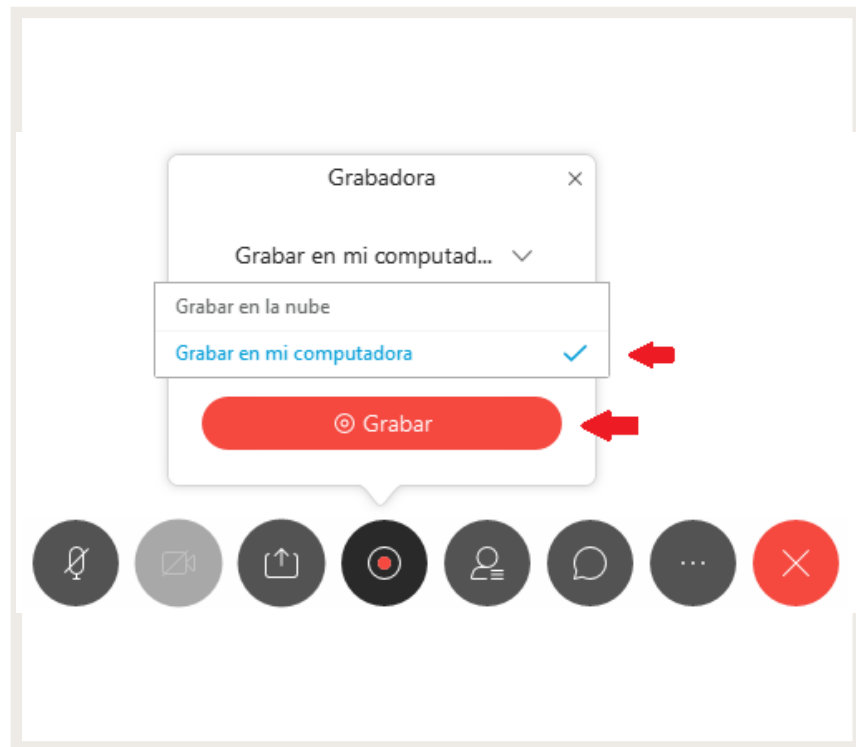 Grabadora
Grabar en mi computad...
Grabar en la nube
Grabar en mi computadora
Grabar